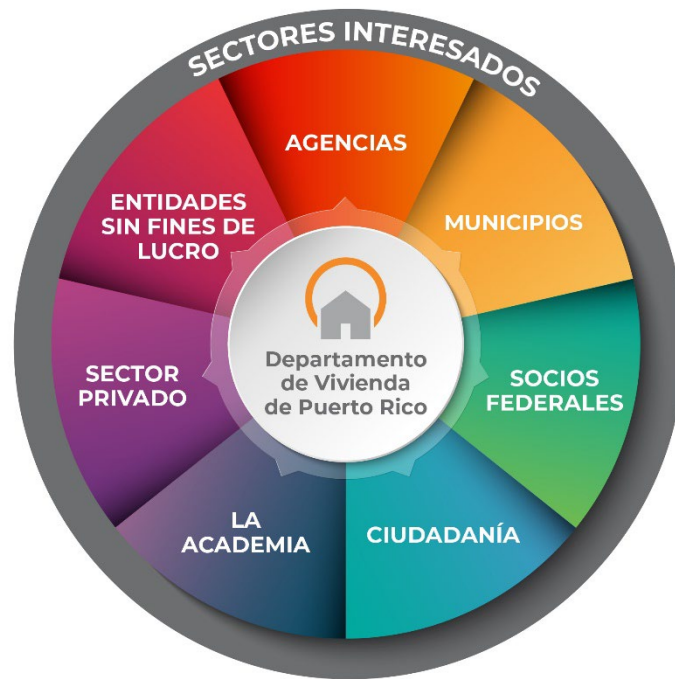 SECTORES INTERESADOS
AGENCIAS
MUNICIPIOS
SOCIOS
FEDERALES
CIUDADANÍA
LA
ACADEMIA
SECTOR
PRIVADO
ENTIDADES
SIN FINES DE
LUCRO
Departamento
de Vivienda
de Puerto Rico